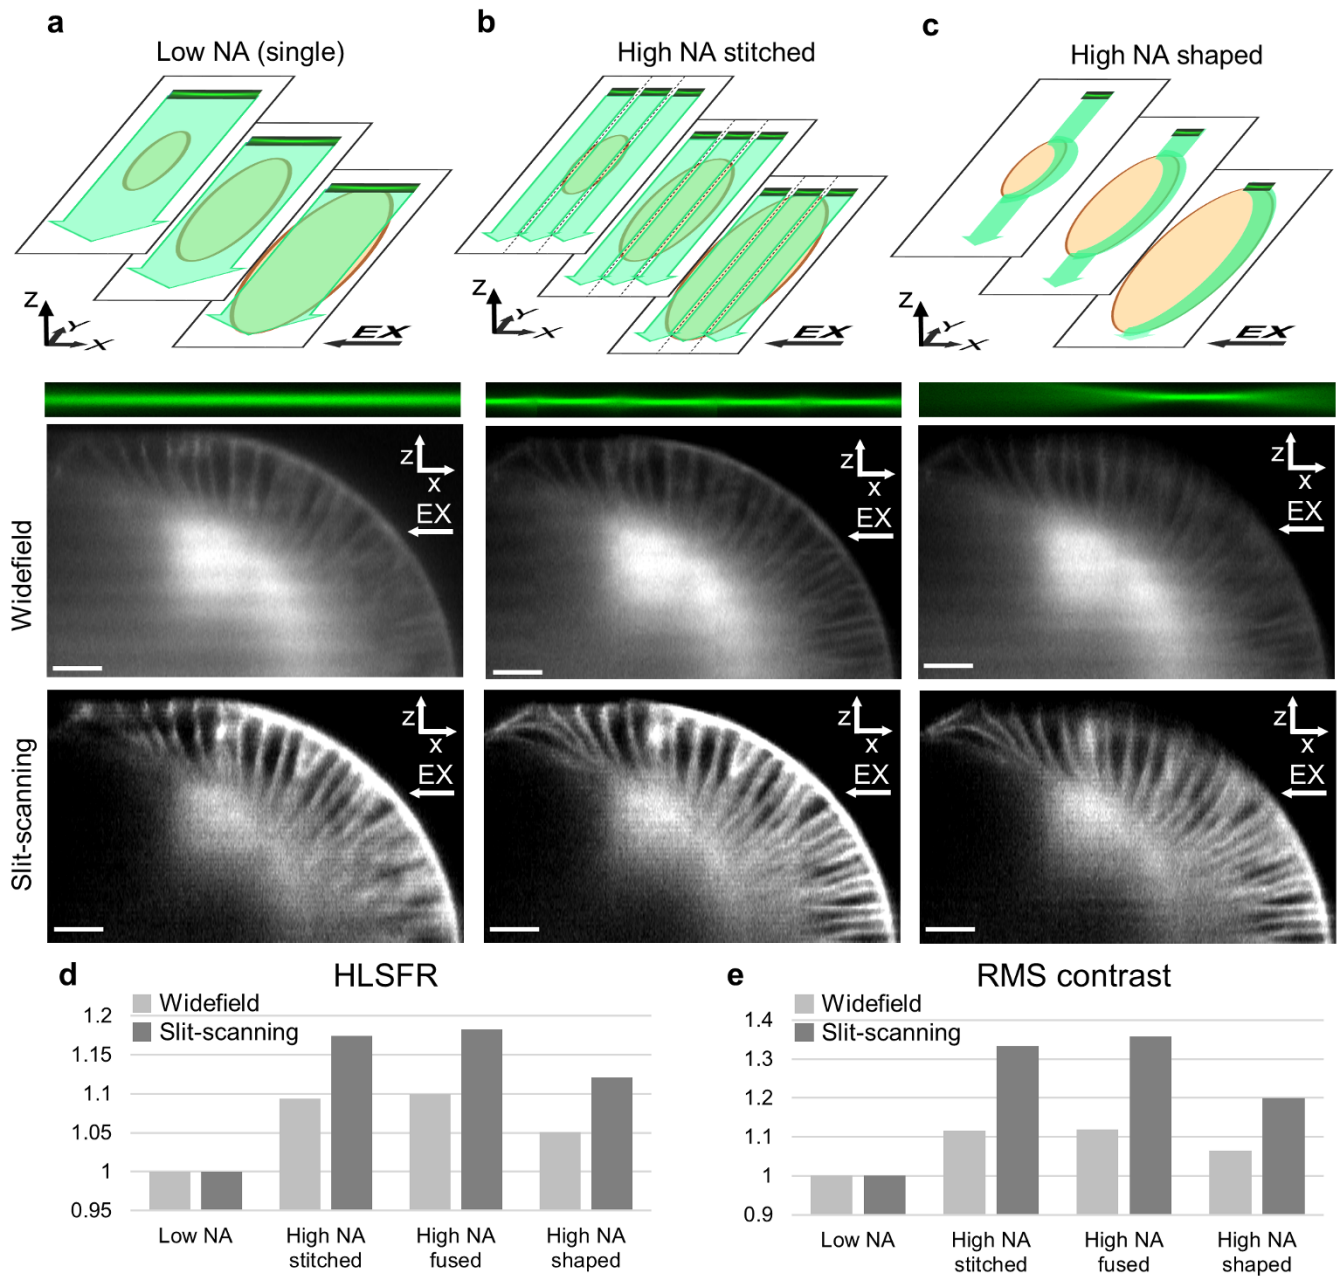 a
Low NA (single)
b
High NA stitched
c
High NA shaped
Z
Y
X
EX
Z
Y
X
EX
Z
Y
X
EX
Widefield
z
x
EX
z
x
EX
z
x
EX
Slit-scanning
z
x
EX
z
x
EX
z
x
EX
d
HLSFR
Widefield
Slit-scanning
1.2
1.15
1.1
1.05
1
0.95
Low NA
High NA
stitched
High NA
fused
High NA
shaped
e
RMS contrast
Widefield
Slit-scanning
1.4
1.3
1.2
1.1
1
0.9
Low NA
High NA
stitched
High NA
fused
High NA
shaped